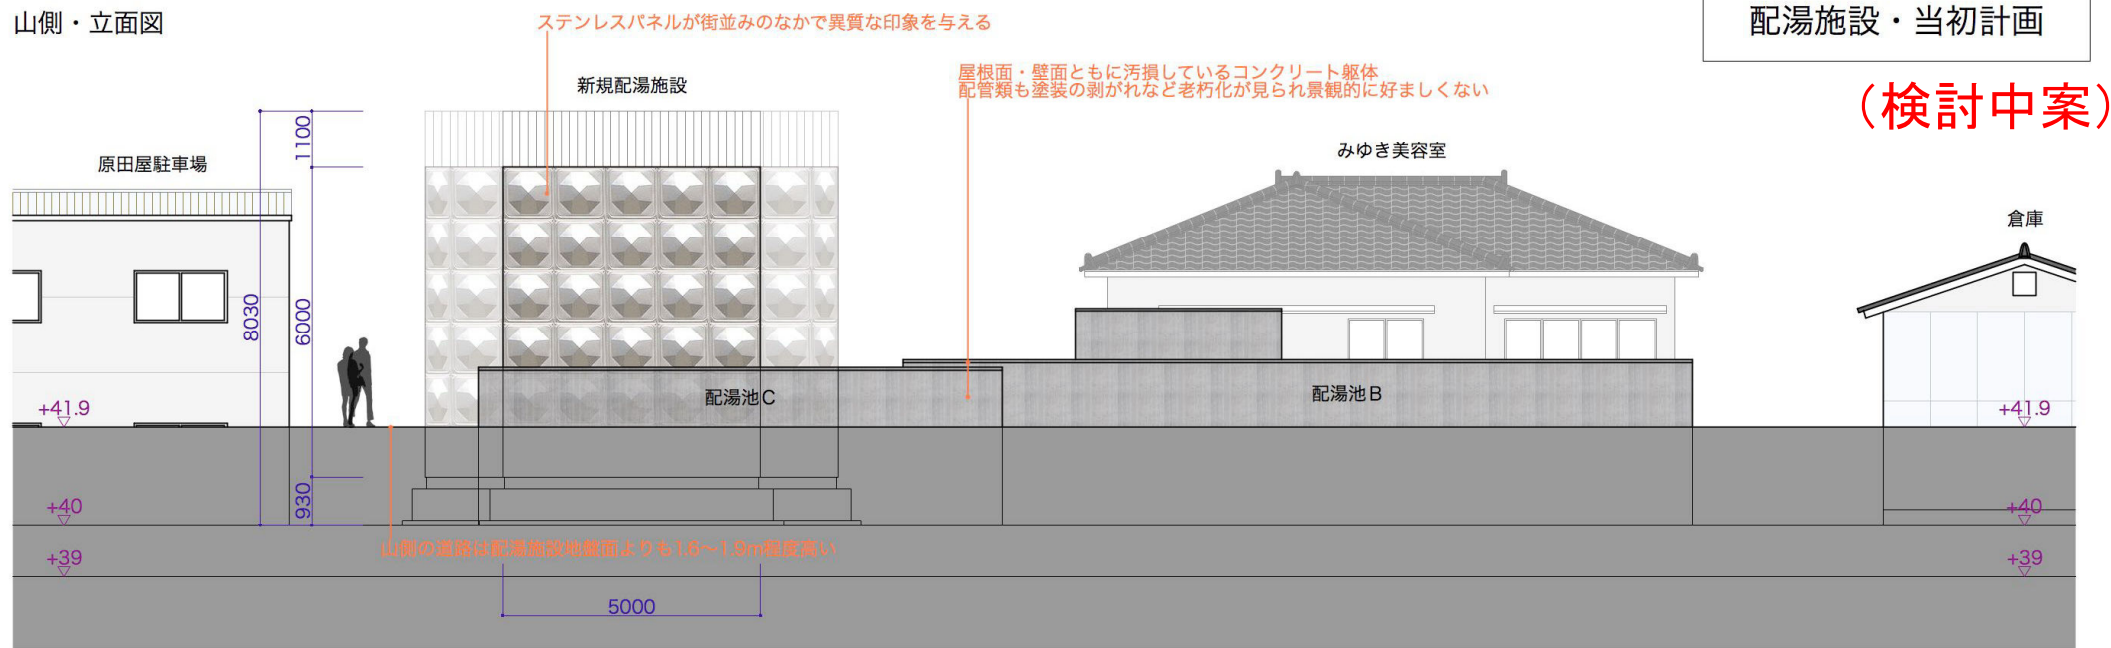 山側・立面図
ステンレスパネルが街並みのなかで異質な印象を与える
配湯施設・当初計画
(検討中案)
屋根面・壁面ともに汚損しているコンクリート躯体
配管類も塗装の剥がれなど老朽化が見られ景観的に好ましくない
新規配湯施設
原田屋駐車場
みゆき美容室
倉庫
1100
8030
6000
930
配湯池C
配湯池B
+41.9
+41.9
+40
+40
山側の道路は配湯施設地盤面よりも1.6〜1.9m程度高い
+39
+39
5000